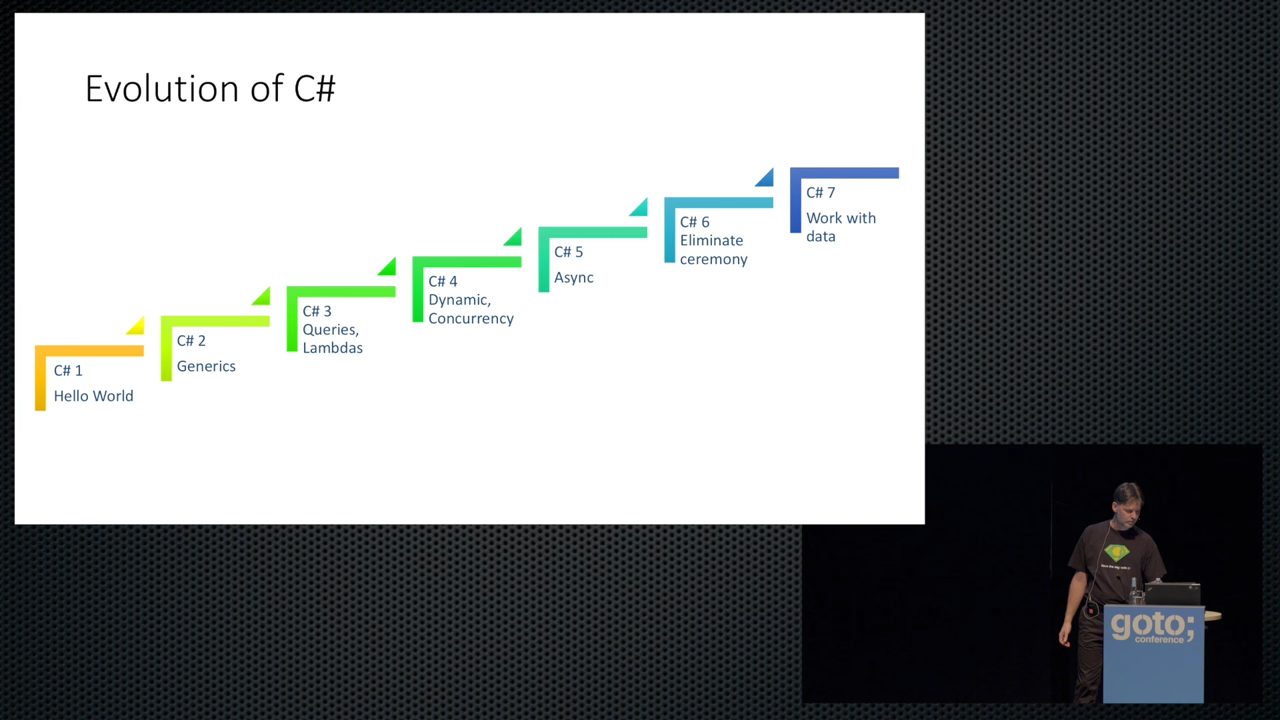 Evolution of C#
C# 1
Hello World
C# 2
Generics
C# 3
Queries,
Lambdas
C# 4
Dynamic,
Concurrency
C# 5
Async
C# 6
Eliminate
ceremony
C# 7
Work with
data
goto;
conference